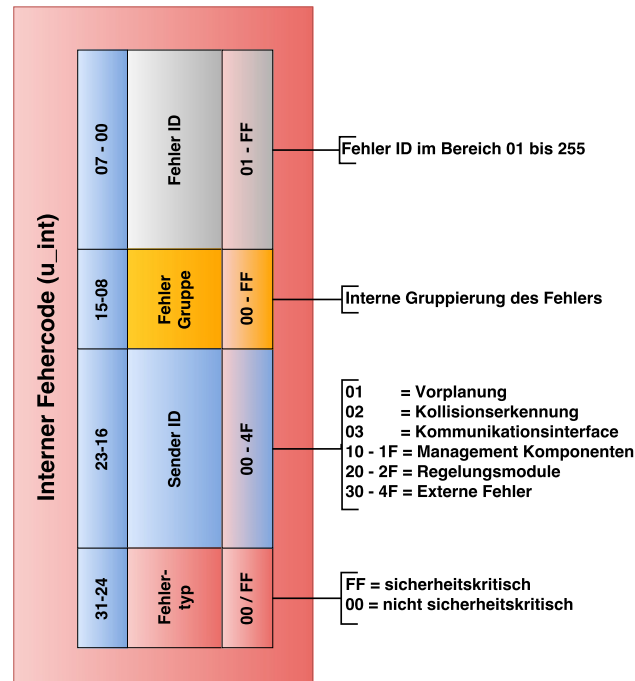 Interner Fehercode (u_int)
07 - 00
Fehler ID
01 - FF
Fehler ID im Bereich 01 bis 255
15-08
Fehler
Gruppe
00 - FF
Interne Gruppierung des Fehlers
23-16
Sender ID
00 - 4F
01 = Vorplanung
02 = Kollisionserkennung
03 = Kommunikationsinterface
10 - 1F = Management Komponenten
20 - 2F = Regelungsmodule
30 - 4F = Externe Fehler
31-24
Fehler-
typ
00 / FF
FF = sicherheitskritisch
00 = nicht sicherheitskritisch